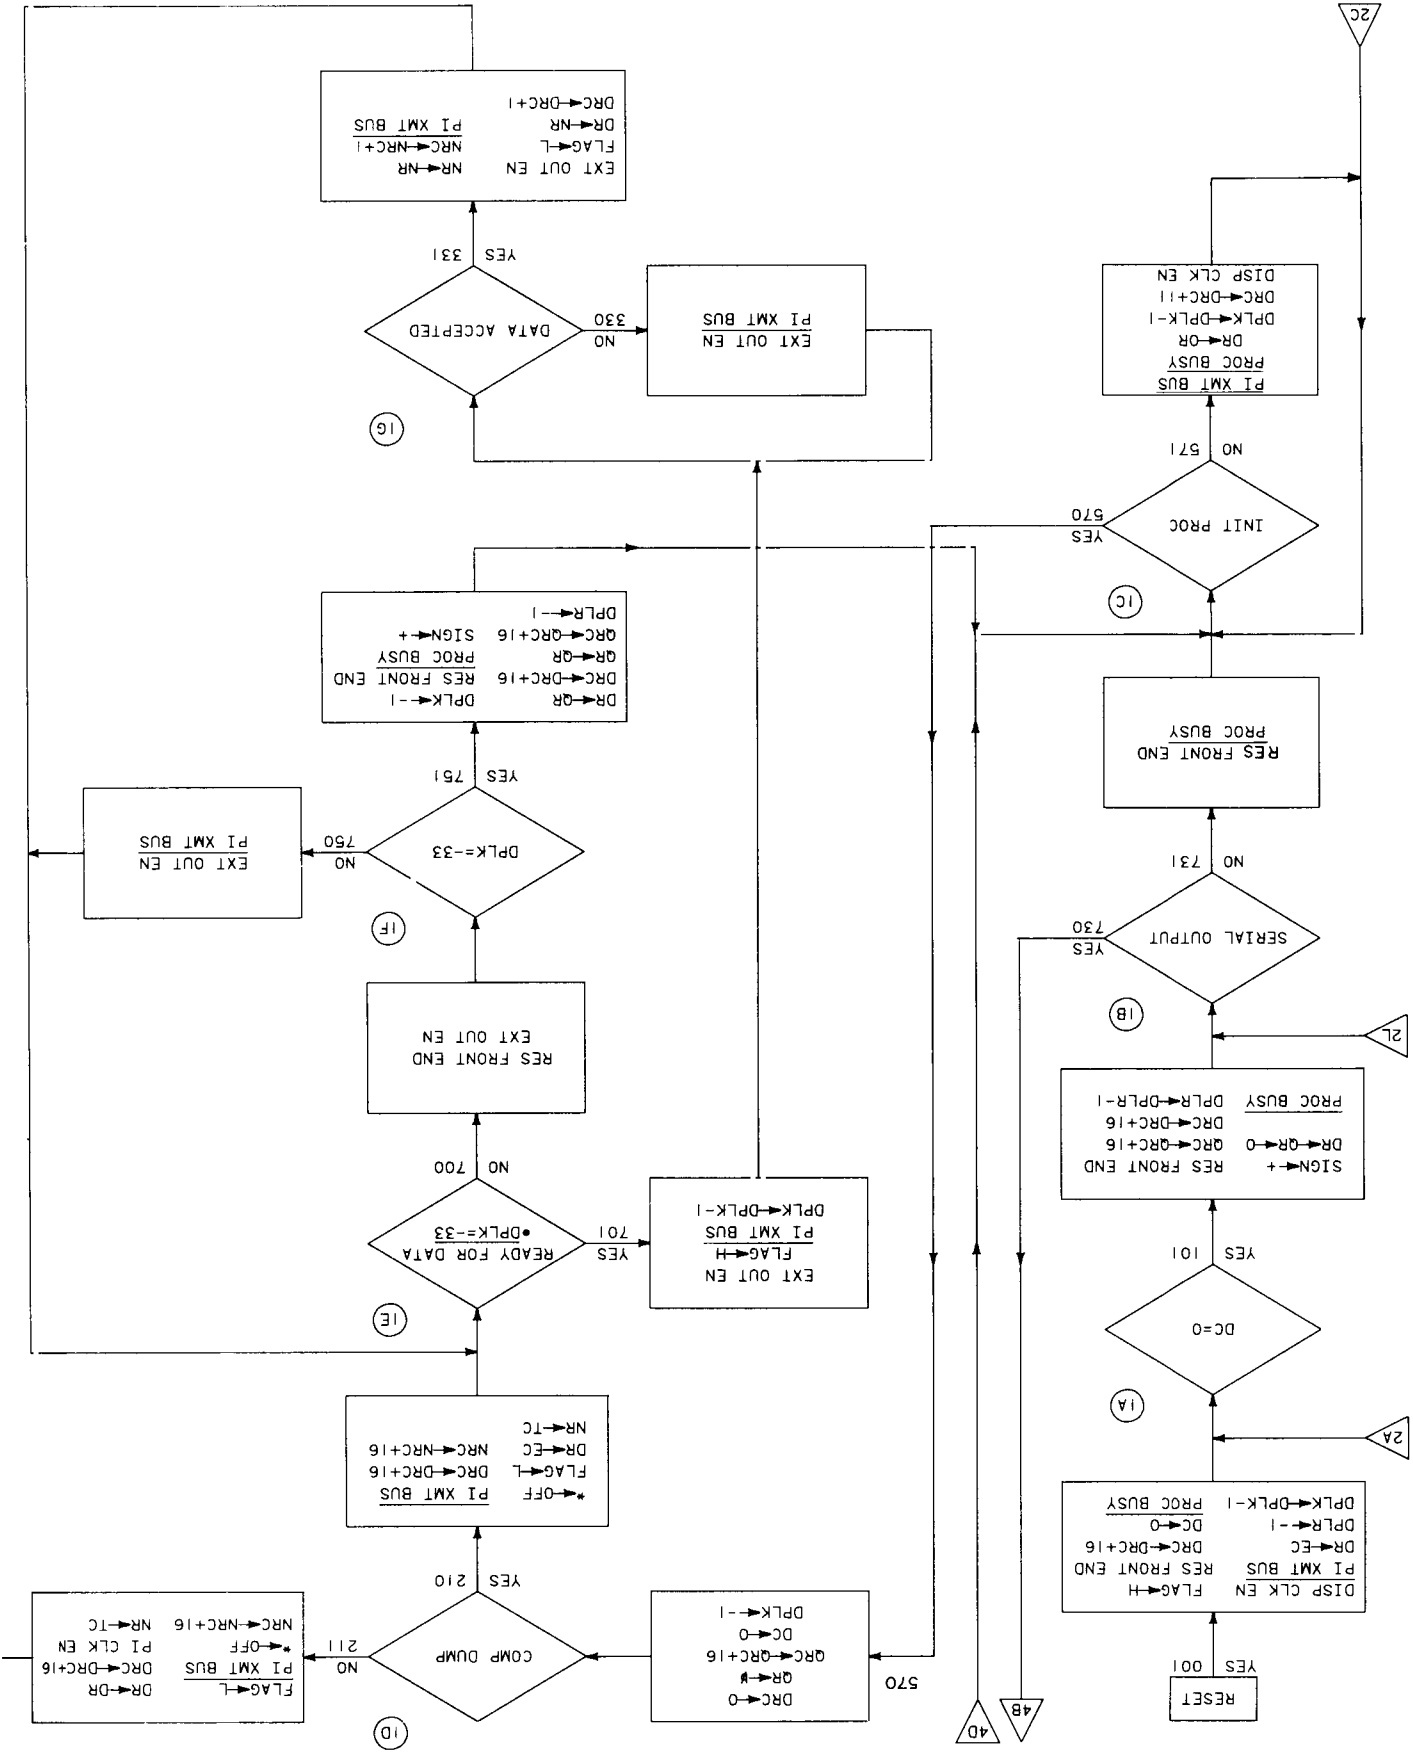 RESET
YES 001
DISP CLK EN FLAG←H
PI XMT BUS RES FRONT END
DR←EC DRC←DRC+16
DPLR←-1 DC←0
DPLK←DPLK-1 PROC BUSY
2A
1A
DC=0
YES 101
SIGN←+ RES FRONT END
DR←QR←0 QRC←QRC+16
DRC←DRC+16
PROC BUSY DPLR←DPLR-1
2L
1B
SERIAL OUTPUT
YES
730
NO 731
RES FRONT END
PROC BUSY
1C
INIT PROC
YES
570
NO 571
PI XMT BUS
PROC BUSY
DR←OR
DPLK←DPLK-1
DRC←DRC+11
DISP CLK EN
2C
4B
4D
570
DRC←0
QRC←QRC+16
DC←0
DPLK←-1
1D
COMP DUMP
NO
211
FLAG←L DR←DR
PI XMT BUS DRC←DRC+16
*←OFF PI CLK EN
NRC←NRC+16 NR←TC
YES 210
*←OFF PI XMT BUS
FLAG←L DRC←DRC+16
DR←EC NRC←NRC+16
NR←TC
1E
READY FOR DATA
•DPLK=-33
YES
701
EXT OUT EN
FLAG←H
PI XMT BUS
DPLK←DPLK-1
NO 700
RES FRONT END
EXT OUT EN
1F
DPLK=-33
NO
750
EXT OUT EN
PI XMT BUS
YES 751
DR←QR DPLK←-1
DRC←DRC+16 RES FRONT END
QR←QR PROC BUSY
QRC←QRC+16 SIGN←+
DPLR←-1
1G
DATA ACCEPTED
NO
330
EXT OUT EN
PI XMT BUS
YES 331
EXT OUT EN NR←NR
FLAG←L NRC←NRC+1
DR←NR PI XMT BUS
DRC←DRC+1